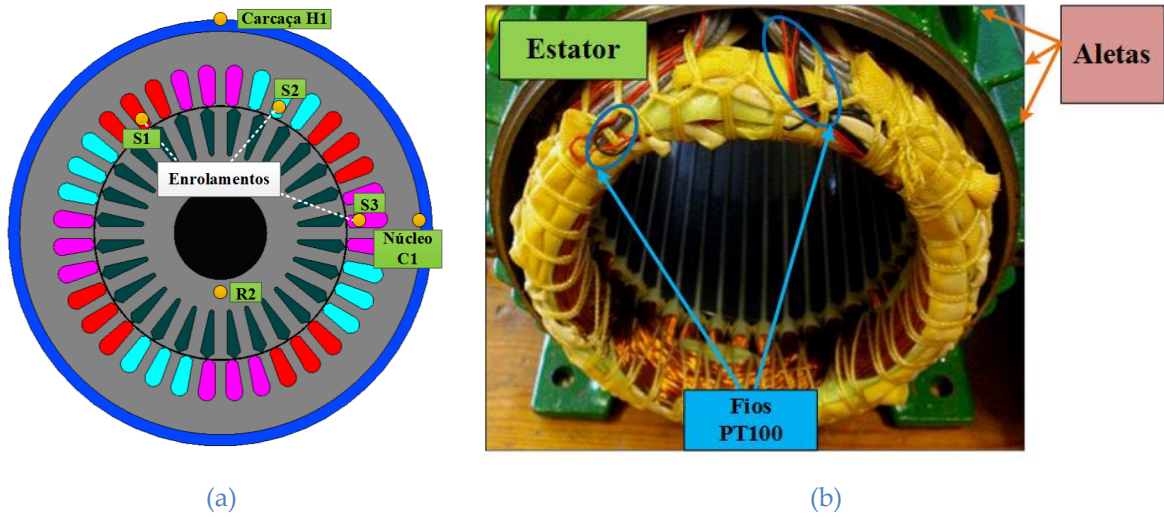 Carcaça H1
S2
S1
Enrolamentos
S3
Núcleo
C1
R2
(a)
Estator
Aletas
Fios
PT100
(b)